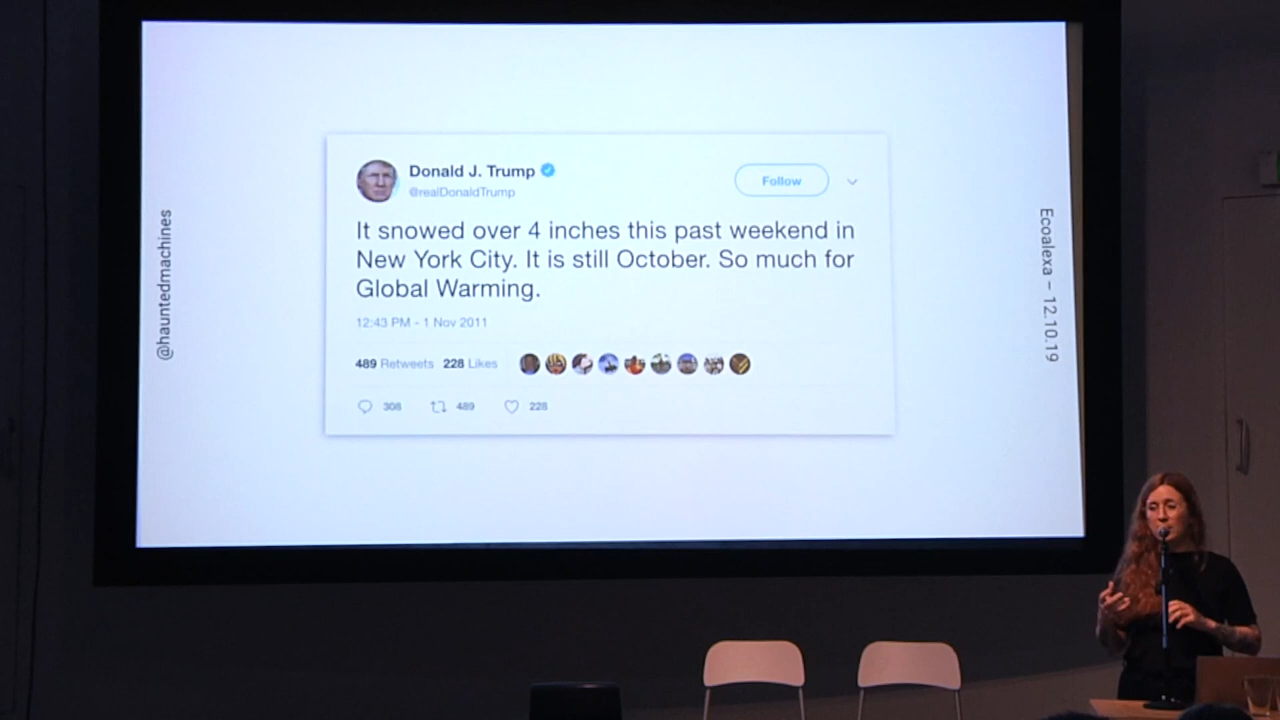 @hauntedmachines
Donald J. Trump
@realDonaldTrump
Follow
It snowed over 4 inches this past weekend in
New York City. It is still October. So much for
Global Warming.
12:43 PM - 1 Nov 2011
489 Retweets 228 Likes
308 489 228
Ecoalexa – 12.10.19